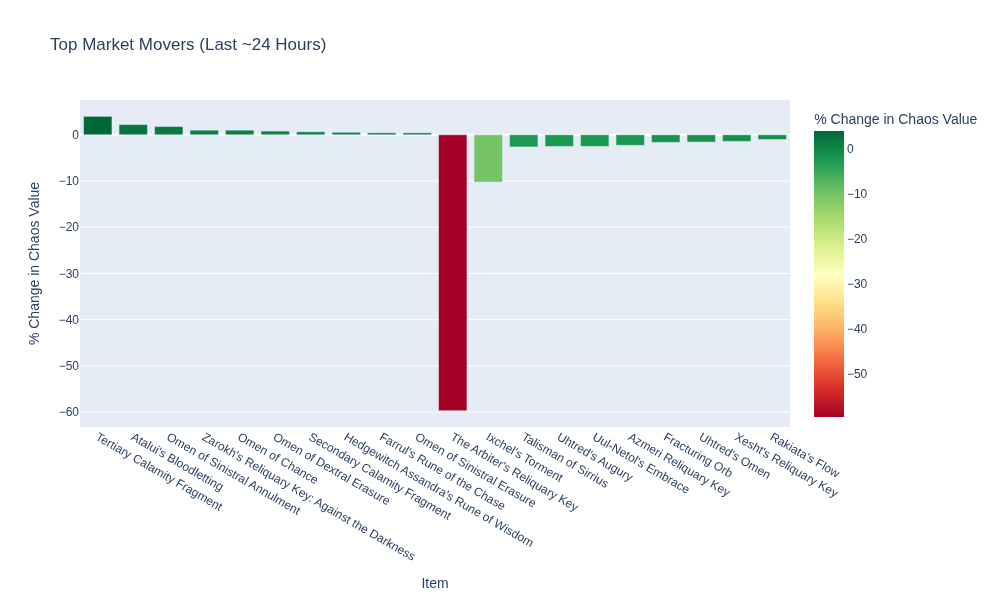 Top Market Movers (Last ~24 Hours)
% Change in Chaos Value
0
−10
−20
−30
−40
−50
−60
% Change in Chaos Value
0
−10
−20
−30
−40
−50
Tertiary Calamity Fragment
Atalui's Bloodletting
Omen of Sinistral Annulment
Zarokh's Reliquary Key: Against the Darkness
Omen of Chance
Omen of Dextral Erasure
Secondary Calamity Fragment
Hedgewitch Assandra's Rune of Wisdom
Farrul's Rune of the Chase
Omen of Sinistral Erasure
The Arbiter's Reliquary Key
Ixchel's Torment
Talisman of Sirrius
Uhtred's Augury
Uul-Netol's Embrace
Azmeri Reliquary Key
Fracturing Orb
Uhtred's Omen
Xesht's Reliquary Key
Rakiata's Flow
Item